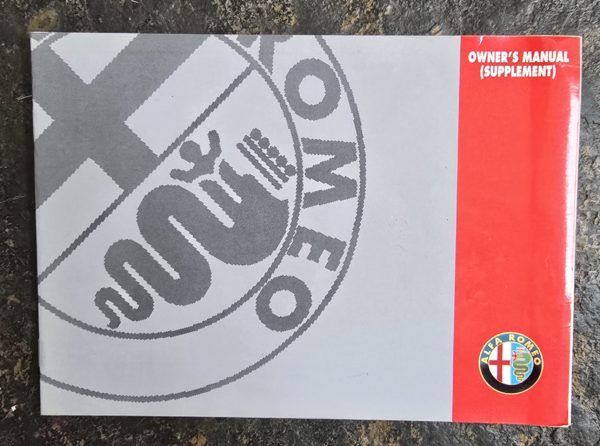 ROMEO
OWNER'S MANUAL
(SUPPLEMENT)
ALFA ROMEO